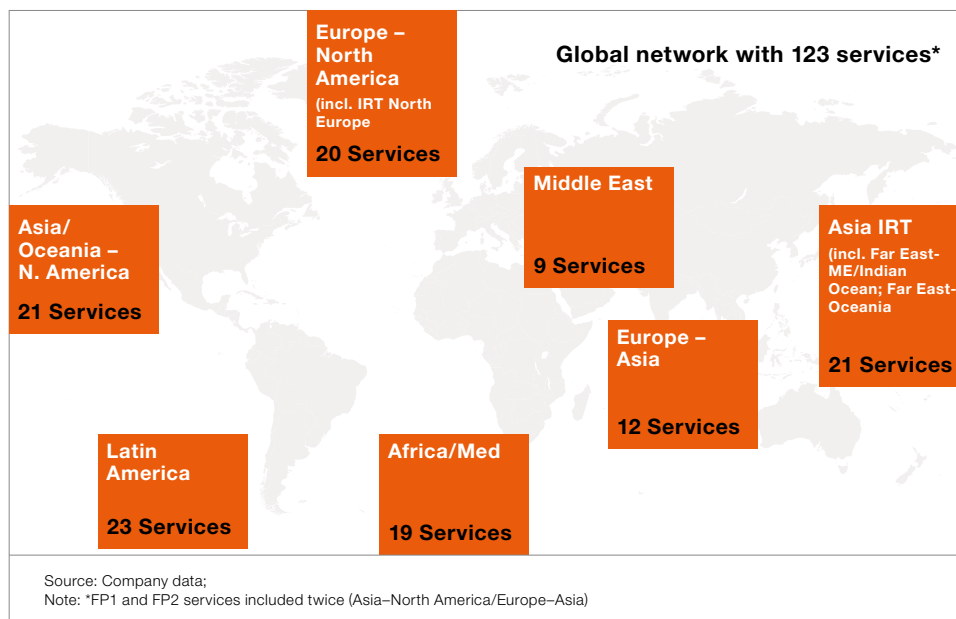 Global network with 123 services*
Europe –
North
America
(incl. IRT North
Europe
20 Services
Middle East
9 Services
Asia/
Oceania –
N. America
21 Services
Asia IRT
(incl. Far East-
ME/Indian
Ocean; Far East-
Oceania
21 Services
Europe –
Asia
12 Services
Latin
America
23 Services
Africa/Med
19 Services
Source: Company data;
Note: *FP1 and FP2 services included twice (Asia–North America/Europe–Asia)